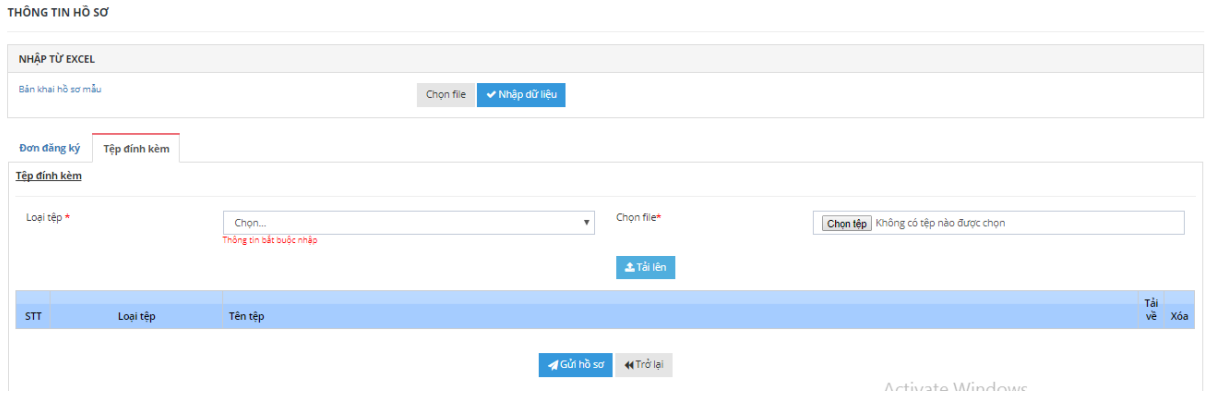 THÔNG TIN HỒ SƠ
NHẬP TỪ EXCEL
Bản khai hồ sơ mẫu
Chọn file Nhập dữ liệu
Đơn đăng ký Tệp đính kèm
Tệp đính kèm
Loại tệp * Chọn... Chọn file* Chọn tệp Không có tệp nào được chọn
Thông tin bắt buộc nhập
Tải lên
STT Loại tệp Tên tệp Tải về Xóa
Gửi hồ sơ Trở lại
Activate Windows